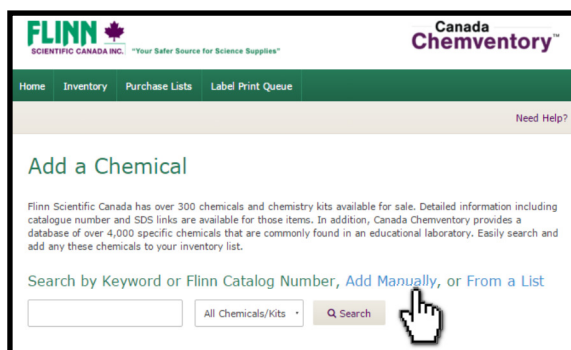 FLINN
SCIENTIFIC CANADA INC.
"Your Safer Source for Science Supplies"
Canada
Chemventory™
Home Inventory Purchase Lists Label Print Queue
Need Help?
Add a Chemical
Flinn Scientific Canada has over 300 chemicals and chemistry kits available for sale. Detailed information including
catalogue number and SDS links are available for those items. In addition, Canada Chemventory provides a
database of over 4,000 specific chemicals that are commonly found in an educational laboratory. Easily search and
add any these chemicals to your inventory list.
Search by Keyword or Flinn Catalog Number, Add Manually, or From a List
All Chemicals/Kits Search